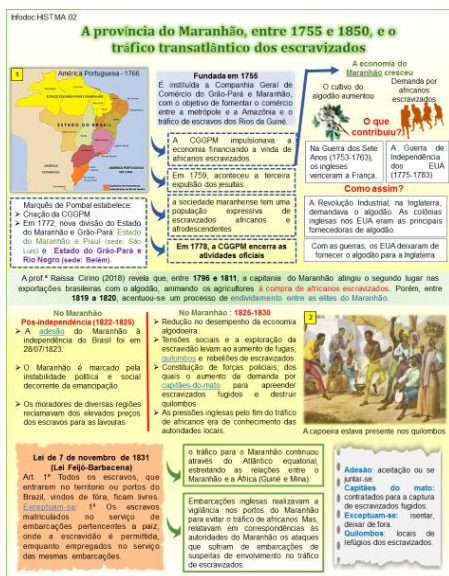 Infodoc.HIST.MA.02
A província do Maranhão, entre 1755 e 1850, e o
tráfico transatlântico dos escravizados
1
América Portuguesa - 1766
ESTADO DO BRASIL
Marquês de Pombal estabelece:
➢ Criação da CGGPM
➢ Em 1772, nova divisão do Estado
do Maranhão e Grão-Pará: Estado
do Maranhão e Piauí (sede: São
Luís) e Estado do Grão-Pará e
Rio Negro (sede: Belém).
Fundada em 1755
É instituída a Companhia Geral de
Comércio do Grão-Pará e Maranhão,
com o objetivo de fomentar o comércio
entre a metrópole e a Amazônia e o
tráfico de escravos dos Rios da Guiné
A CGGPM impulsionava a
economia financiando a vinda de
africanos escravizados.
Em 1759, aconteceu a terceira
expulsão dos jesuítas.
a sociedade maranhense tem uma
população expressiva de
escravizados africanos e
afrodescendentes
Em 1778, a CGGPM encerra as
atividades oficiais
A economia do
Maranhão cresceu
O cultivo do
algodão aumentou
Demanda por
africanos
escravizados
O que
contribuiu?
Na Guerra dos Sete
Anos (1753-1763),
os ingleses
venceram a França.
A Guerra de
Independência
dos EUA
(1775-1783)
Como assim?
A Revolução Industrial, na Inglaterra,
demandava o algodão. As colônias
inglesas nos EUA eram as principais
fornecedoras de algodão.
Com as guerras, os EUA deixaram de
fornecer o algodão para a Inglaterra
A prof.ª Raissa Cirino (2018) revela que, entre 1796 e 1811, a capitania do Maranhão atingiu o segundo lugar nas
exportações brasileiras com o algodão, animando os agricultores à compra de africanos escravizados. Porém, entre
1819 a 1820, acentuou-se um processo de endividamento entre as elites do Maranhão.
No Maranhão
Pós-independência (1822-1825)
➢ A adesão do Maranhão à
independência do Brasil foi em
28/07/1823.
➢ O Maranhão é marcado pela
instabilidade política e social
decorrente da emancipação.
➢ Os moradores de diversas regiões
reclamavam dos elevados preços
dos escravos para as lavouras.
No Maranhão : 1825-1830
➢ Redução no desempenho da economia
algodoeira.
➢ Tensões sociais e a exploração da
escravidão levam ao aumento de fugas,
quilombos e rebeliões de escravizados.
➢ Constituição de forças policiais, dos
quais o aumento da demanda por
capitães-do-mato para apreender
escravizados fugidos e destruir
quilombos.
➢ As pressões inglesas pelo fim do tráfico
de africanos era de conhecimento das
autoridades locais.
2
A capoeira estava presente nos quilombos
Lei de 7 de novembro de 1831
(Lei Feijó-Barbacena)
Art. 1º Todos os escravos, que
entrarem no territorio ou portos do
Brazil, vindos de fóra, ficam livres.
Exceptuam-se: 1º Os escravos
matriculados no serviço de
embarcações pertencentes a paiz,
onde a escravidão é permittida,
emquanto empregados no serviço
das mesmas embarcações.
o tráfico para o Maranhão continuou
através do Atlântico equatorial,
estreitando as relações entre o
Maranhão e a África (Guiné e Mina).
Embarcações inglesas realizavam a
vigilância nos portos do Maranhão
para evitar o tráfico de africanos. Mas,
relatavam em correspondências às
autoridades do Maranhão os ataques
que sofriam de embarcações de
suspeitas de envolvimento no tráfico
de escravizados.
Adesão: aceitação ou se
juntar-se.
Capitães do mato:
contratados para a captura
de escravizados fugidos
Exceptuam-se: isentar,
deixar de fora.
Quilombos: locais de
refúgios dos escravizados.